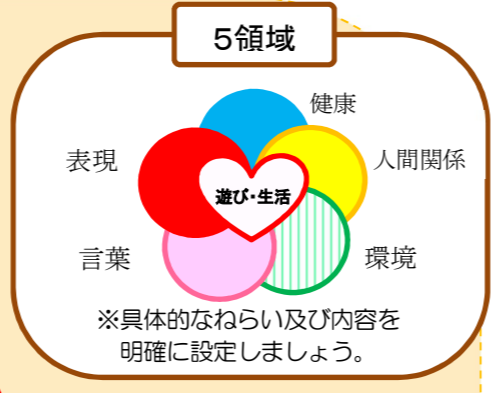 5領域
健康
表現
人間関係
遊び・生活
言葉
環境
※具体的なねらい及び内容を
明確に設定しましょう。